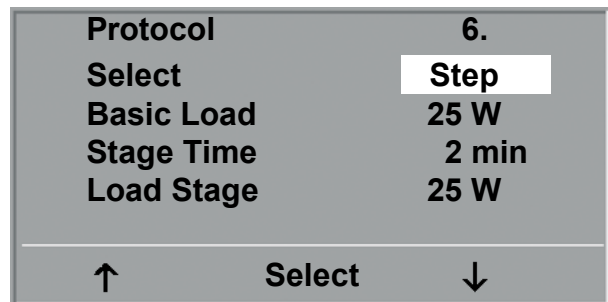 Protocol 6.
Select Step
Basic Load 25 W
Stage Time 2 min
Load Stage 25 W
↑ Select ↓